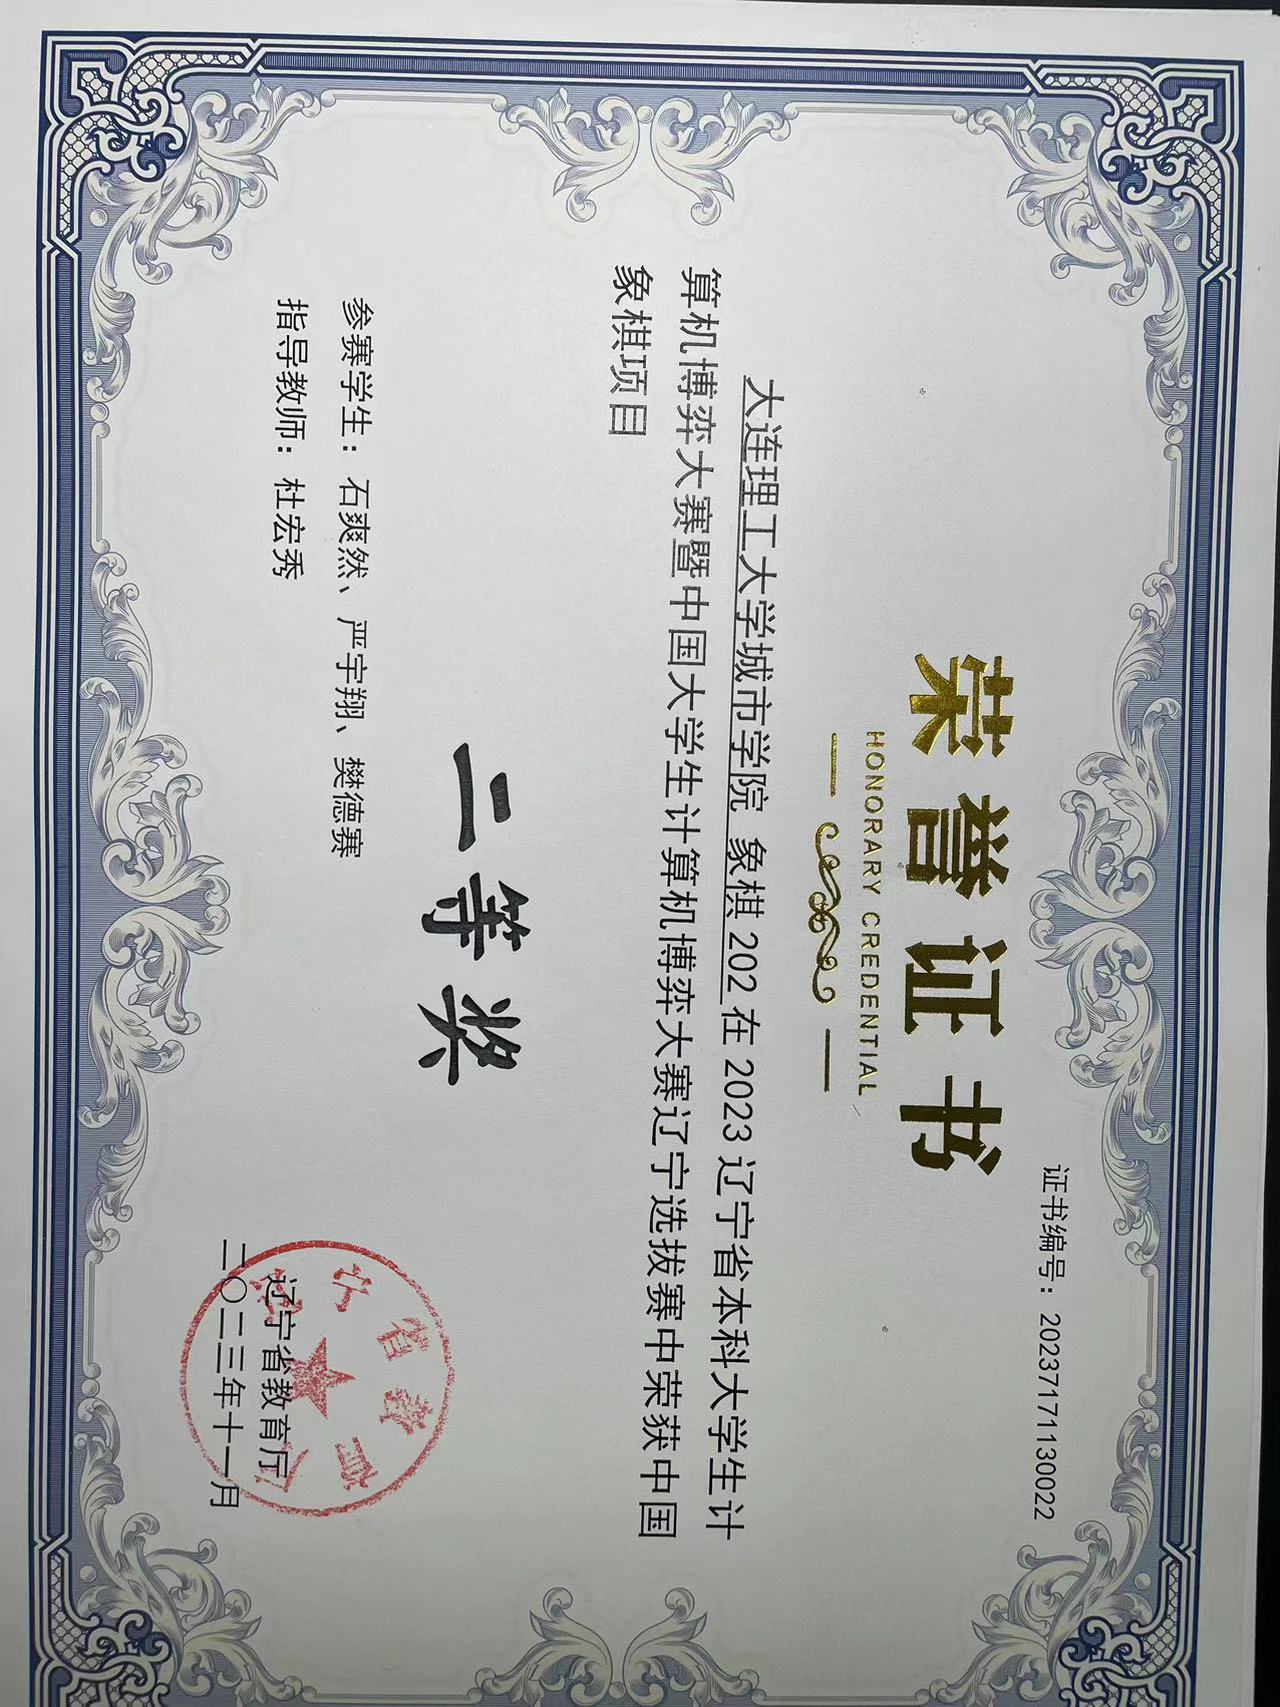 证书编号：20237171130022
荣誉证书
HONORARY CREDENTIAL
大连理工大学城市学院 象棋 202 在 2023 辽宁省本科大学生计
算机博弈大赛暨中国大学生计算机博弈大赛辽宁选拔赛中荣获中国
象棋项目
二等奖
参赛学生：石爽然、严宇翔、樊德赛
指导教师：杜宏秀
辽宁省教育厅
辽宁省教育厅
二〇二三年十一月